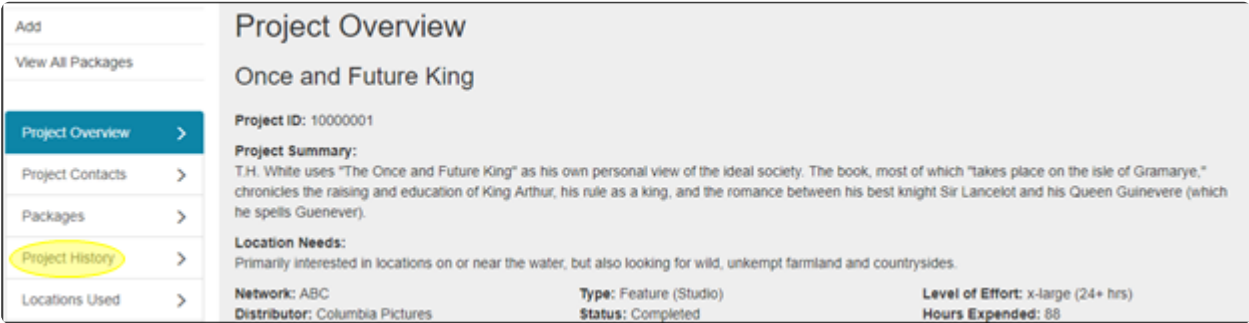 Add
View All Packages
Project Overview
Project Contacts
Packages
Project History
Locations Used
Project Overview
Once and Future King
Project ID: 10000001
Project Summary:
T.H. White uses "The Once and Future King" as his own personal view of the ideal society. The book, most of which "takes place on the isle of Gramarye,"
chronicles the raising and education of King Arthur, his rule as a king, and the romance between his best knight Sir Lancelot and his Queen Guinevere (which
he spells Guenever).
Location Needs:
Primarily interested in locations on or near the water, but also looking for wild, unkempt farmland and countrysides.
Network: ABC Type: Feature (Studio) Level of Effort: x-large (24+ hrs)
Distributor: Columbia Pictures Status: Completed Hours Expended: 88